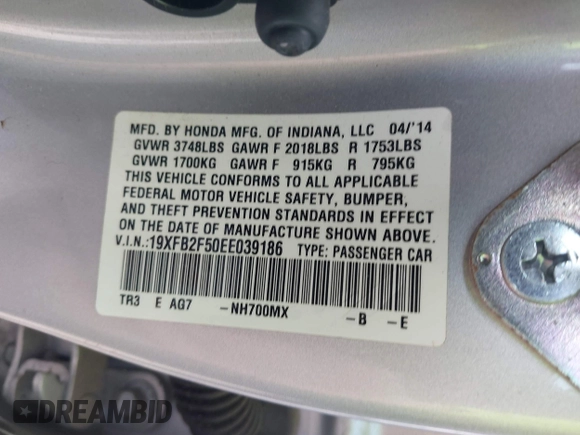 MFD. BY HONDA MFG. OF INDIANA, LLC 04/'14
GVWR 3748LBS GAWR F 2018LBS R 1753LBS
GVWR 1700KG GAWR F 915KG R 795KG
THIS VEHICLE CONFORMS TO ALL APPLICABLE
FEDERAL MOTOR VEHICLE SAFETY, BUMPER,
AND THEFT PREVENTION STANDARDS IN EFFECT
ON THE DATE OF MANUFACTURE SHOWN ABOVE.
V.I.N.:19XFB2F50EE039186 TYPE: PASSENGER CAR
TR3 E AG7 -NH700MX -B -E
DREAMBID